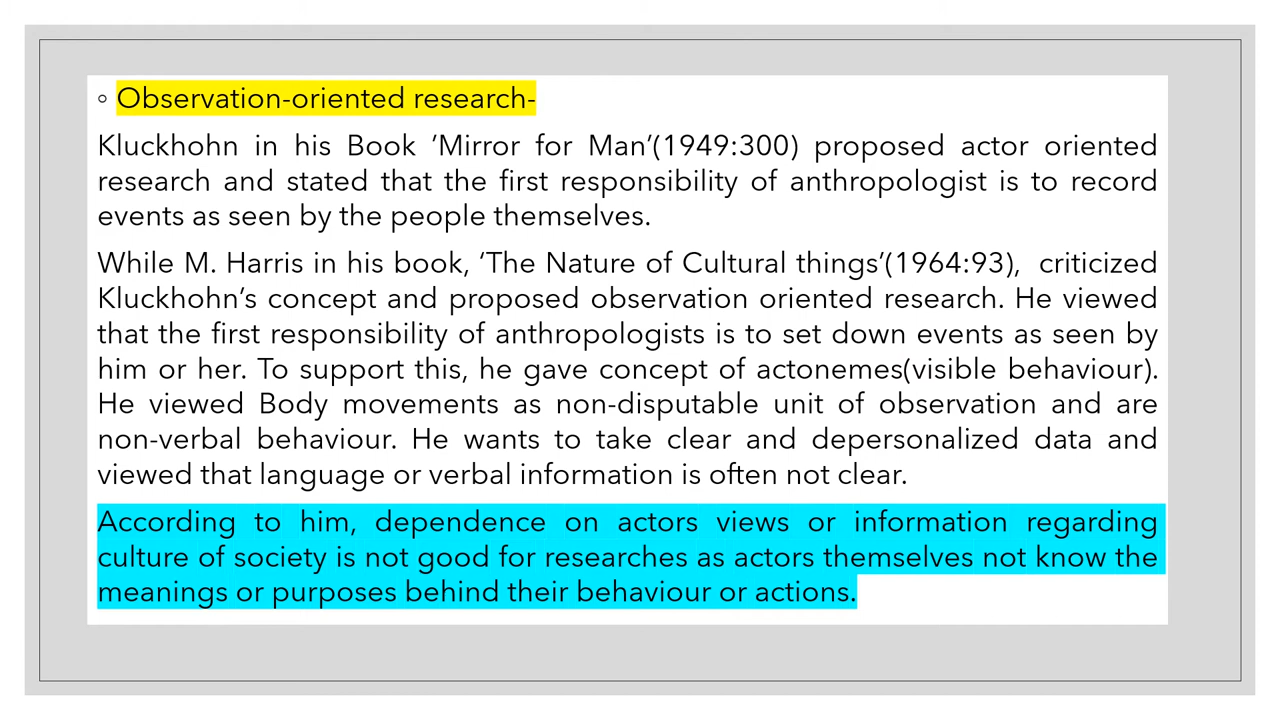 ◦ Observation-oriented research-
Kluckhohn in his Book ’Mirror for Man’(1949:300) proposed actor oriented
research and stated that the first responsibility of anthropologist is to record
events as seen by the people themselves.
While M. Harris in his book, ‘The Nature of Cultural things’(1964:93), criticized
Kluckhohn’s concept and proposed observation oriented research. He viewed
that the first responsibility of anthropologists is to set down events as seen by
him or her. To support this, he gave concept of actonemes(visible behaviour).
He viewed Body movements as non-disputable unit of observation and are
non-verbal behaviour. He wants to take clear and depersonalized data and
viewed that language or verbal information is often not clear.
According to him, dependence on actors views or information regarding
culture of society is not good for researches as actors themselves not know the
meanings or purposes behind their behaviour or actions.